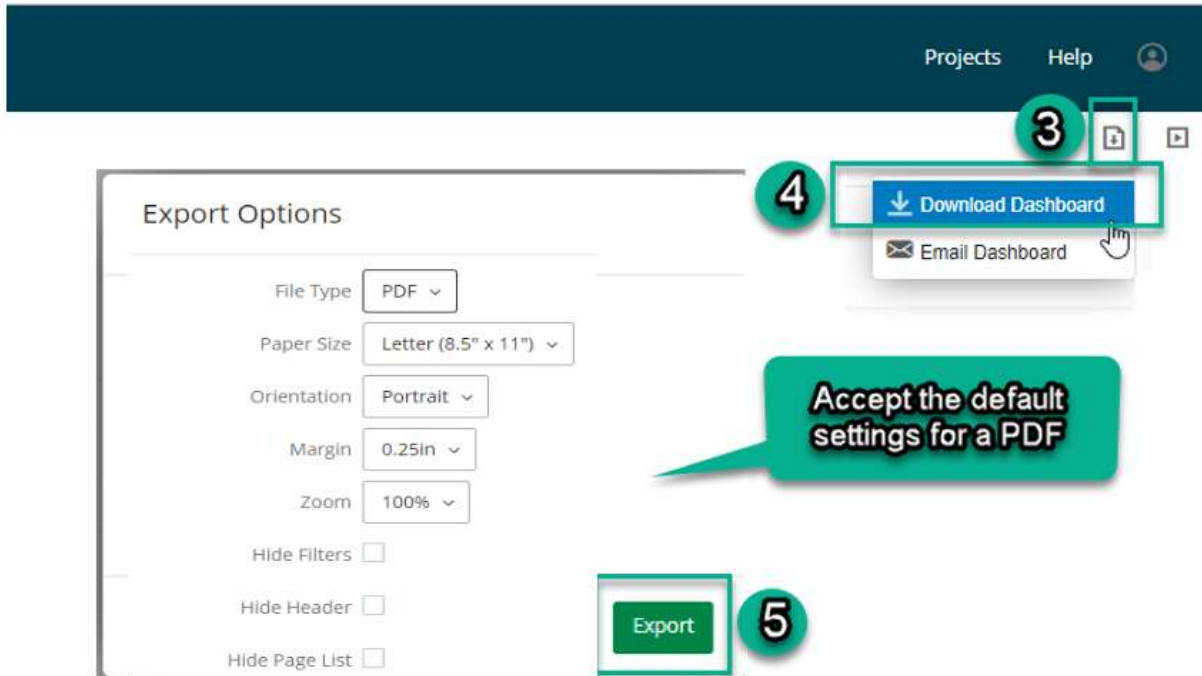 Projects Help
3
4
Download Dashboard
Email Dashboard
Export Options
File Type PDF
Paper Size Letter (8.5" x 11")
Orientation Portrait
Margin 0.25in
Zoom 100%
Hide Filters
Hide Header
Hide Page List
Accept the default
settings for a PDF
Export
5